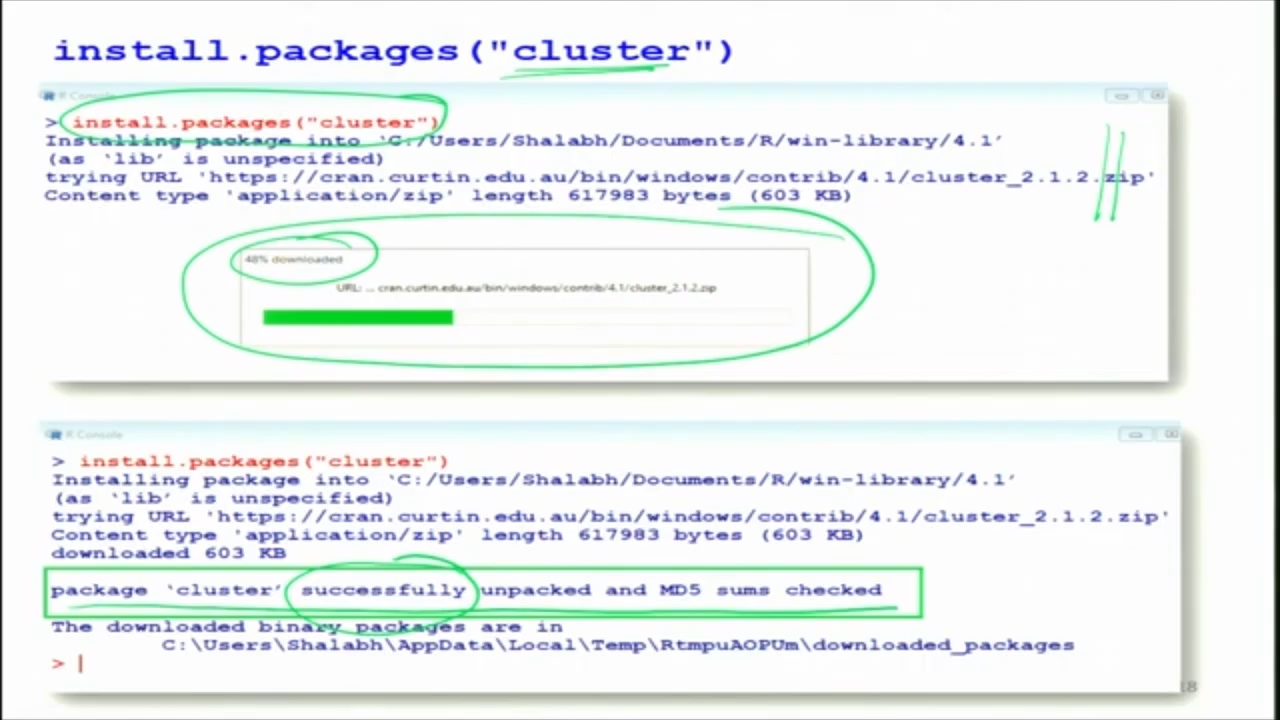 install.packages("cluster")
R Console
> install.packages("cluster")
Installing package into ‘C:/Users/Shalabh/Documents/R/win-library/4.1’
(as ‘lib’ is unspecified)
trying URL 'https://cran.curtin.edu.au/bin/windows/contrib/4.1/cluster_2.1.2.zip'
Content type 'application/zip' length 617983 bytes (603 KB)
48% downloaded
URL: ... cran.curtin.edu.au/bin/windows/contrib/4.1/cluster_2.1.2.zip
R Console
> install.packages("cluster")
Installing package into ‘C:/Users/Shalabh/Documents/R/win-library/4.1’
(as ‘lib’ is unspecified)
trying URL 'https://cran.curtin.edu.au/bin/windows/contrib/4.1/cluster_2.1.2.zip'
Content type 'application/zip' length 617983 bytes (603 KB)
downloaded 603 KB
package ‘cluster’ successfully unpacked and MD5 sums checked
The downloaded binary packages are in
C:\Users\Shalabh\AppData\Local\Temp\RtmpuAOPUm\downloaded_packages
>